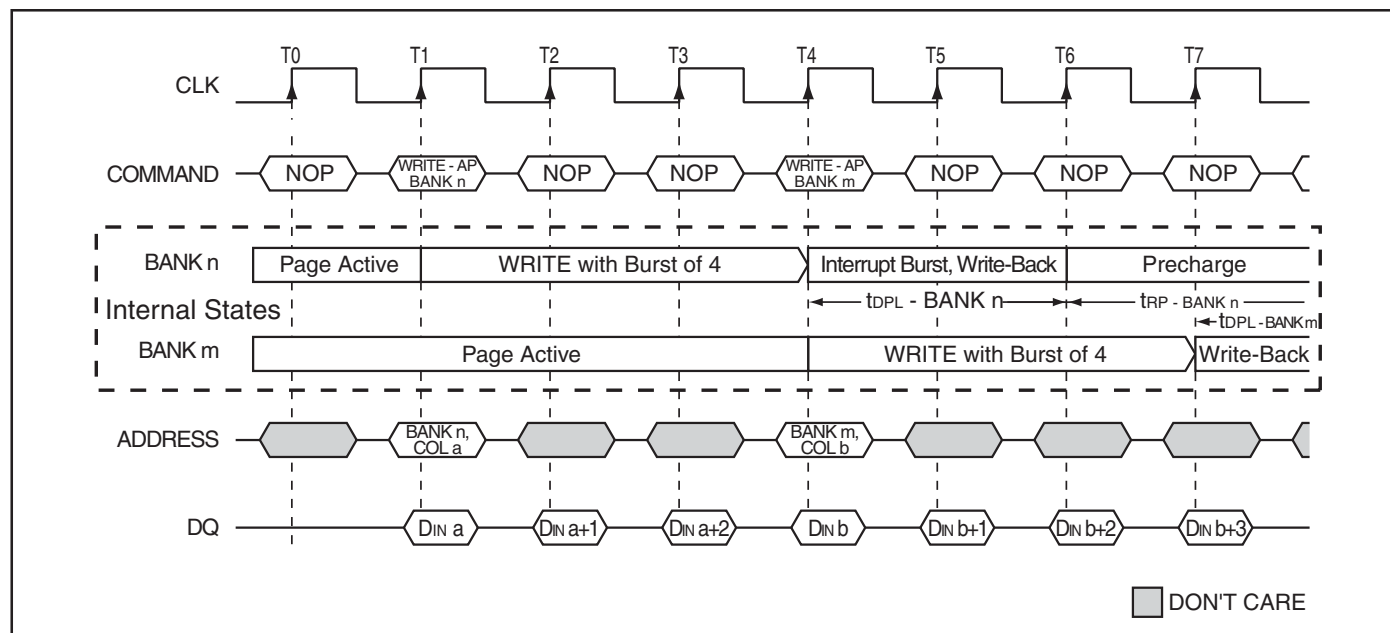 T0 T1 T2 T3 T4 T5 T6 T7
CLK
COMMAND NOP WRITE - AP BANK n NOP NOP WRITE - AP BANK m NOP NOP NOP
BANK n Page Active WRITE with Burst of 4 Interrupt Burst, Write-Back Precharge
tDPL - BANK n tRP - BANK n
Internal States
tDPL - BANK m
BANK m Page Active WRITE with Burst of 4 Write-Back
ADDRESS BANK n, COL a BANK m, COL b
DQ DIN a DIN a+1 DIN a+2 DIN b DIN b+1 DIN b+2 DIN b+3
DON'T CARE